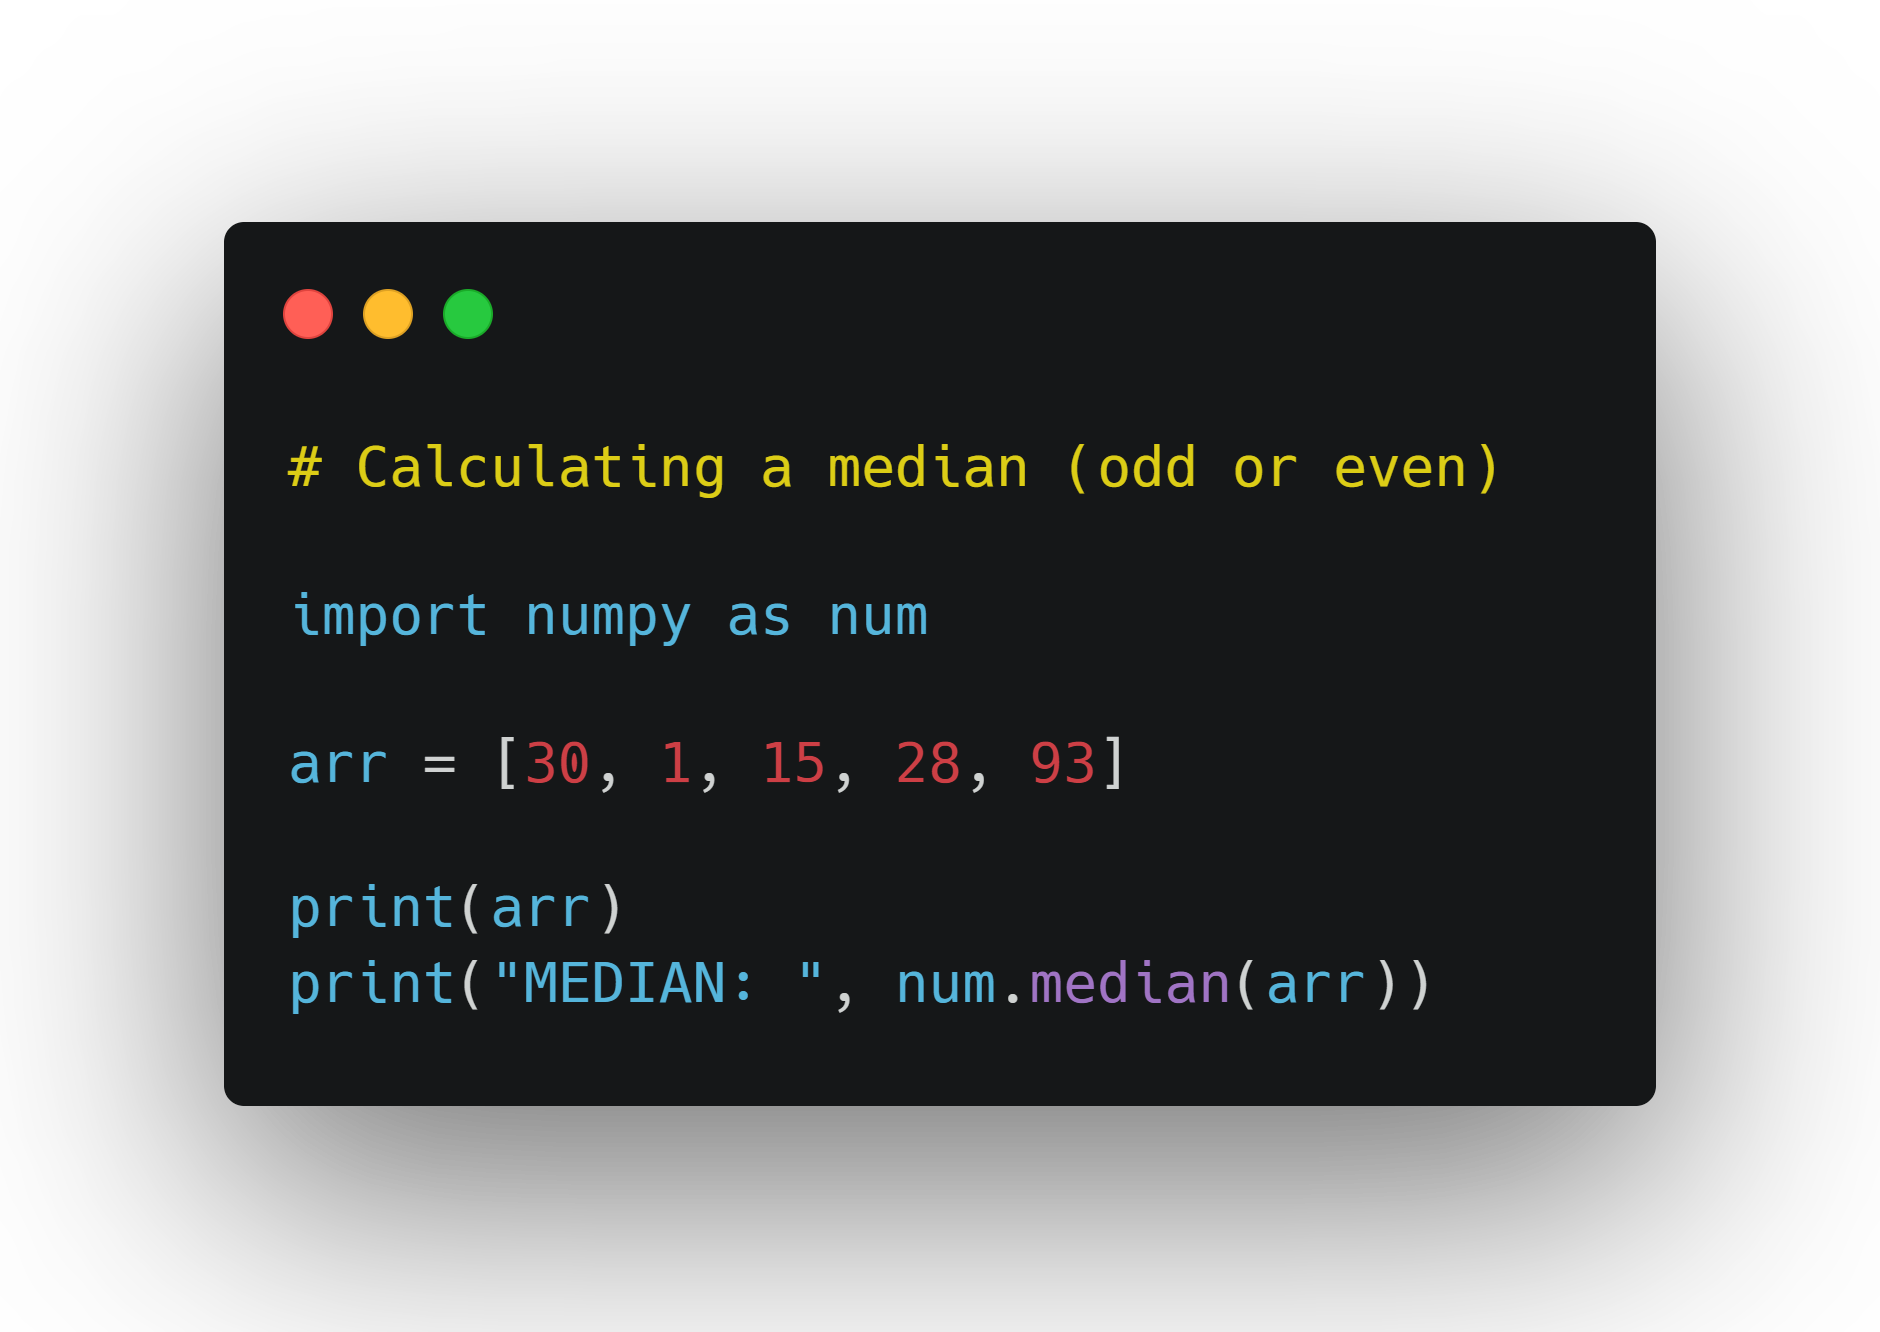 # Calculating a median (odd or even)
import numpy as num
arr = [30, 1, 15, 28, 93]
print(arr)
print("MEDIAN: ", num.median(arr))